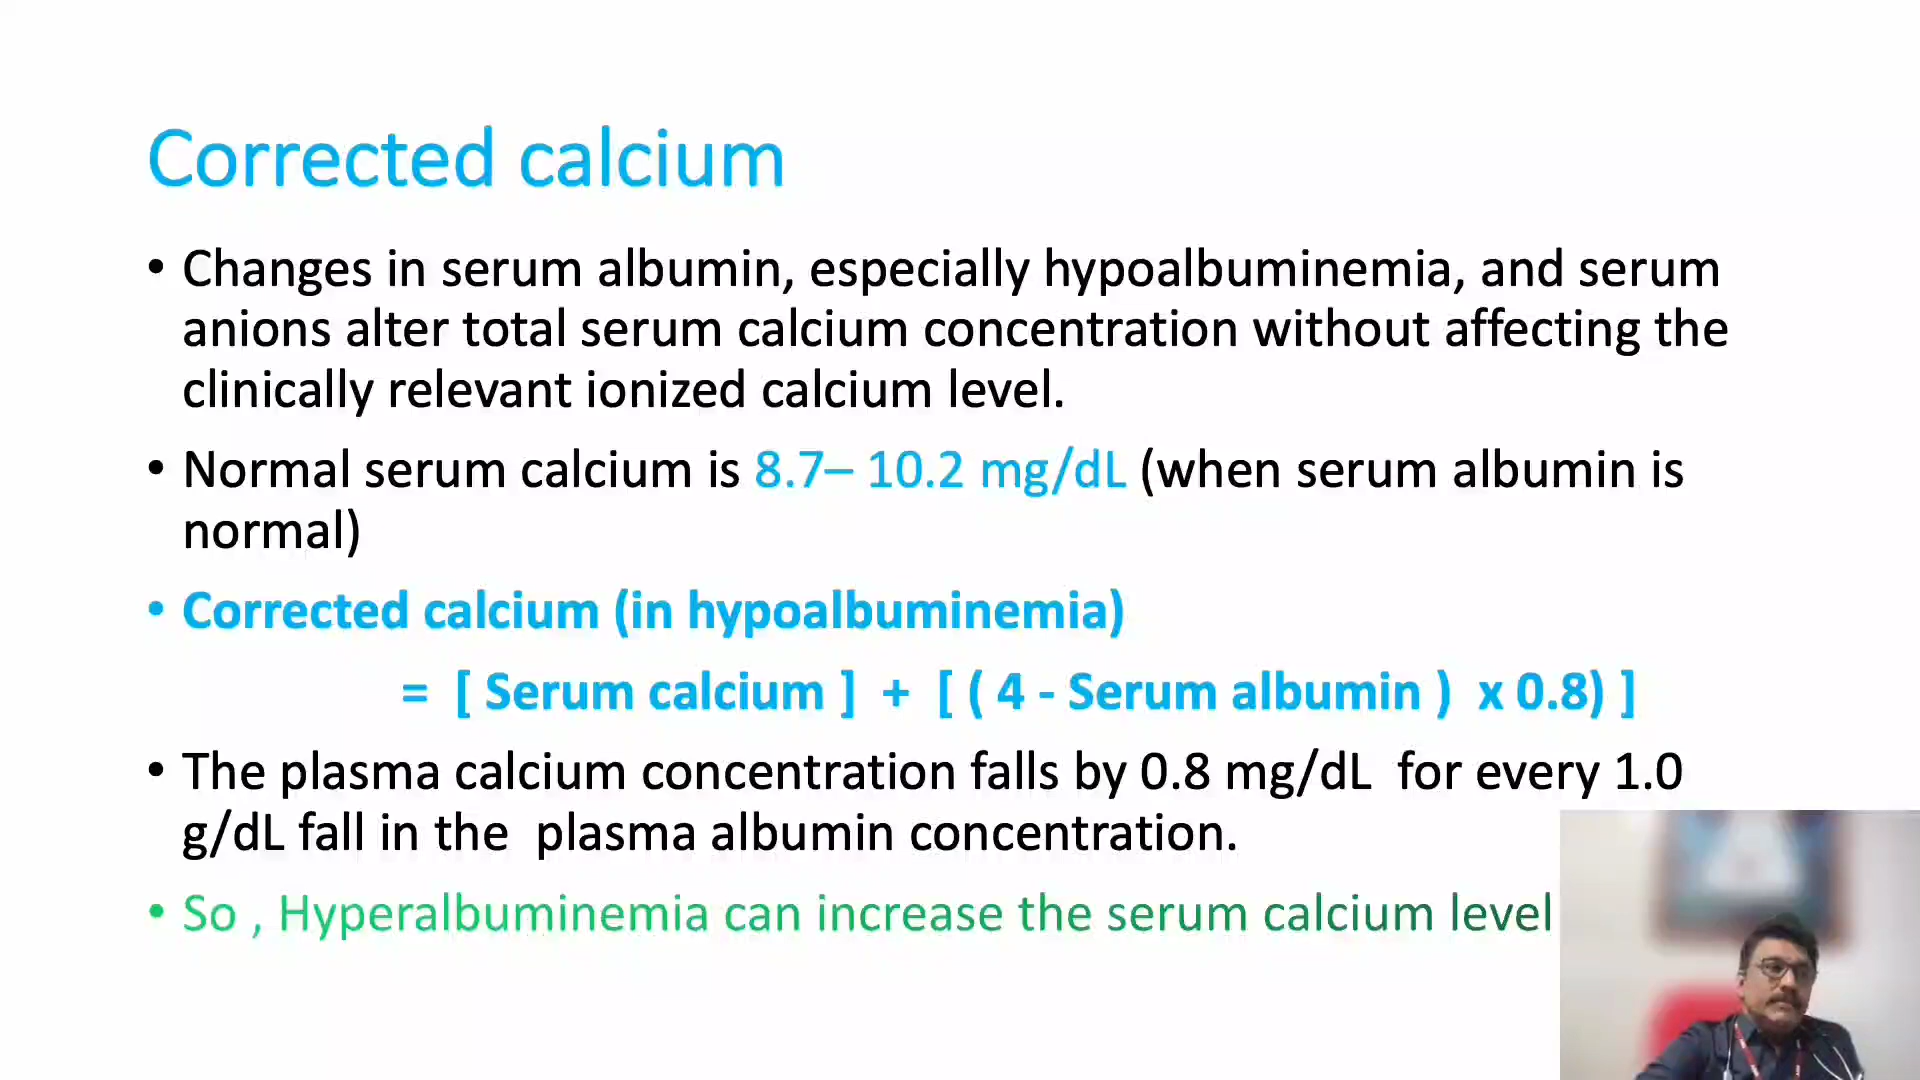 Corrected calcium
• Changes in serum albumin, especially hypoalbuminemia, and serum
anions alter total serum calcium concentration without affecting the
clinically relevant ionized calcium level.
• Normal serum calcium is 8.7– 10.2 mg/dL (when serum albumin is
normal)
• Corrected calcium (in hypoalbuminemia)
= [ Serum calcium ] + [ ( 4 - Serum albumin ) x 0.8) ]
• The plasma calcium concentration falls by 0.8 mg/dL for every 1.0
g/dL fall in the plasma albumin concentration.
• So , Hyperalbuminemia can increase the serum calcium level